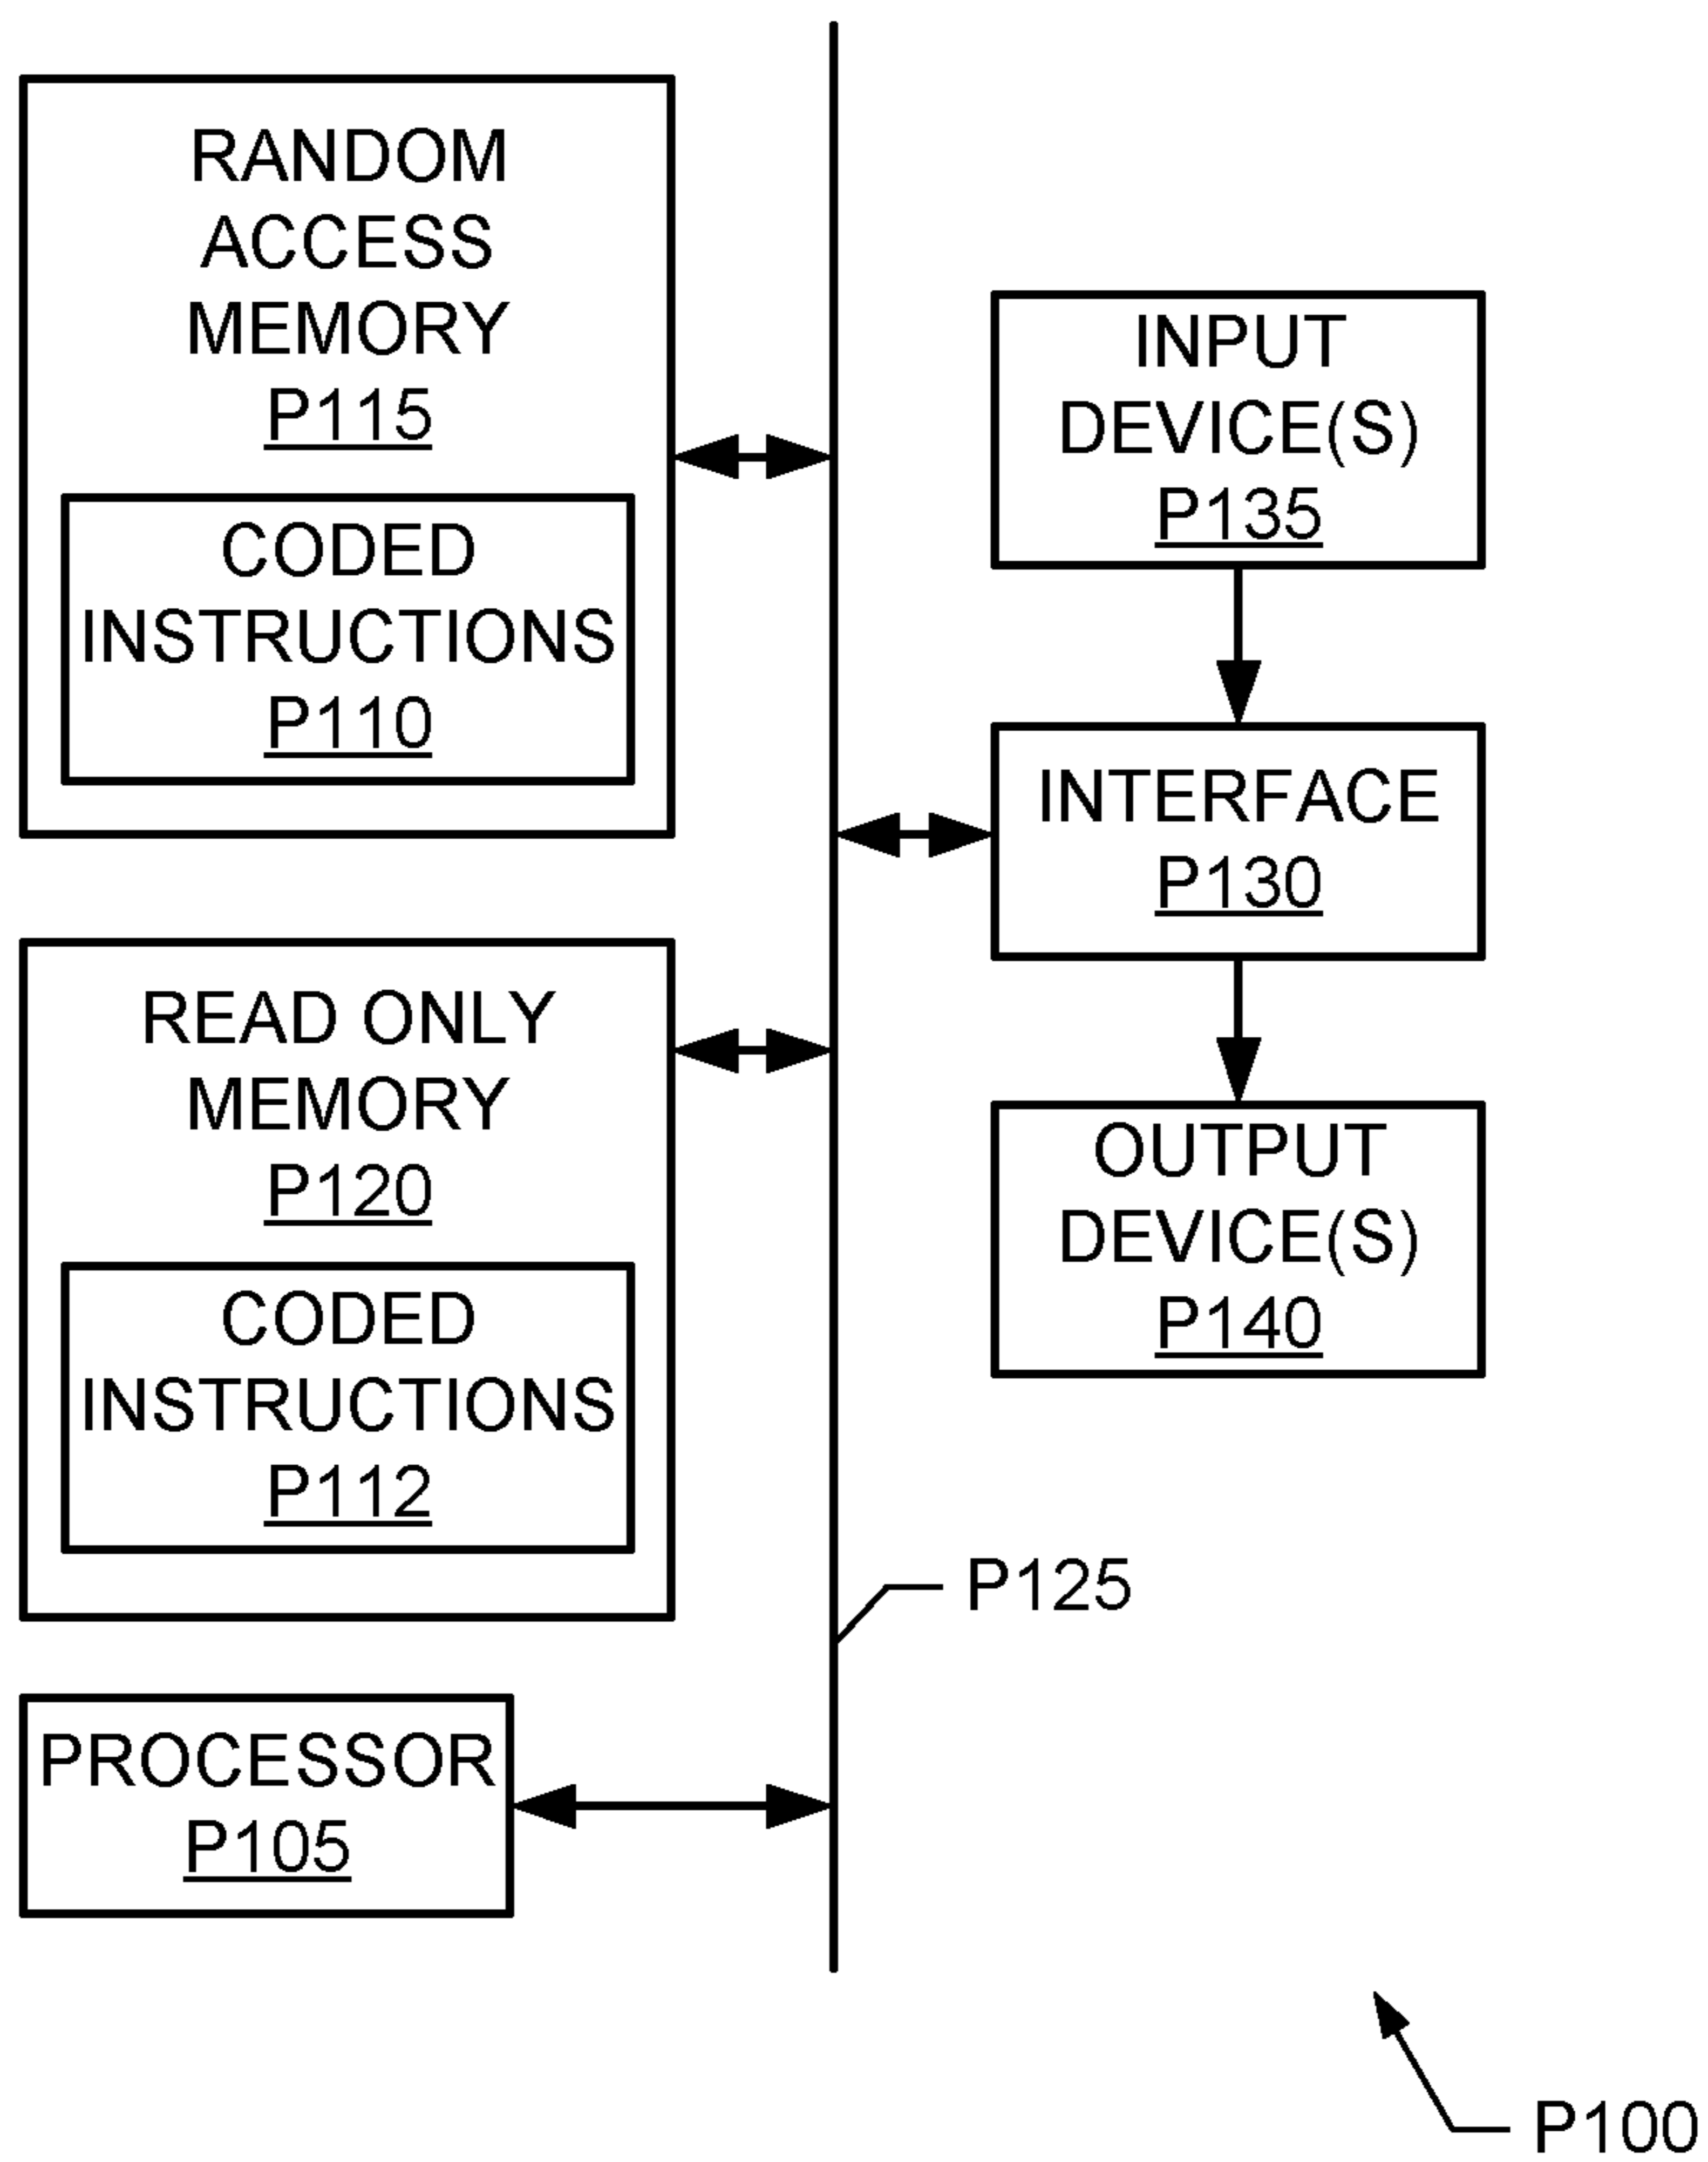 RANDOM
ACCESS
MEMORY
P115
CODED
INSTRUCTIONS
P110
READ ONLY
MEMORY
P120
CODED
INSTRUCTIONS
P112
PROCESSOR
P105
INPUT
DEVICE(S)
P135
INTERFACE
P130
OUTPUT
DEVICE(S)
P140
P125
P100